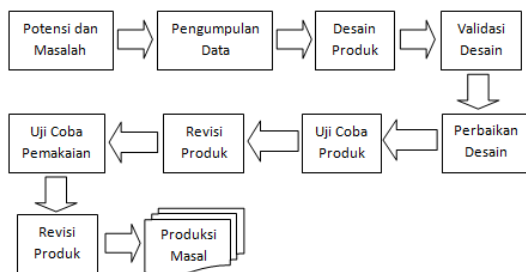 Potensi dan
Masalah
Pengumpulan
Data
Desain
Produk
Validasi
Desain
Perbaikan
Desain
Uji Coba
Produk
Revisi
Produk
Uji Coba
Pemakaian
Revisi
Produk
Produksi
Masal